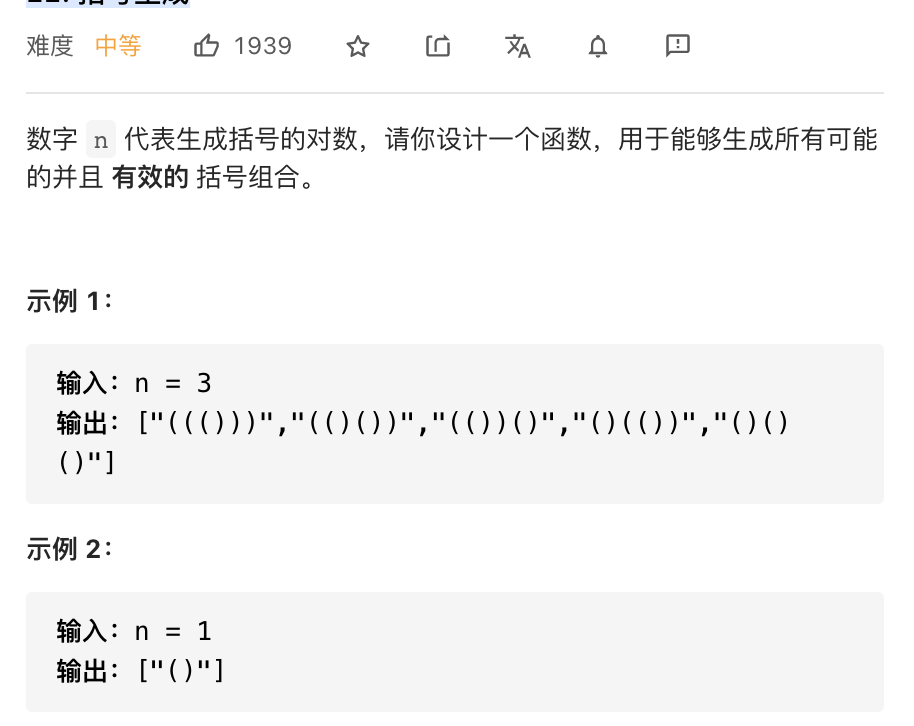 难度 中等 1939
数字 n 代表生成括号的对数，请你设计一个函数，用于能够生成所有可能
的并且 有效的 括号组合。
示例 1：
输入：n = 3
输出：["((()))","(()())","(())()","()(())","()()
()"]
示例 2：
输入：n = 1
输出：["()"]